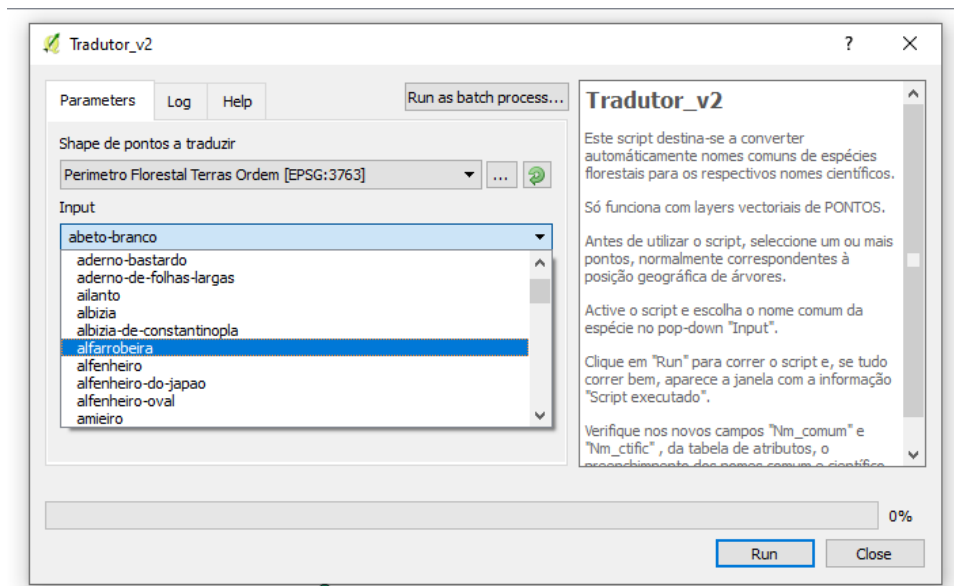 Tradutor_v2
?
Parameters
Log
Help
Run as batch process...
Shape de pontos a traduzir
Perimetro Florestal Terras Ordem [EPSG:3763]
...
Input
abeto-branco
aderno-bastardo
aderno-de-folhas-largas
ailanto
albizia
albizia-de-constantinopla
alfarrobeira
alfenheiro
alfenheiro-do-japao
alfenheiro-oval
amieiro
Tradutor_v2
Este script destina-se a converter
automáticamente nomes comuns de espécies
florestais para os respectivos nomes científicos.
Só funciona com layers vectoriais de PONTOS.
Antes de utilizar o script, seleccione um ou mais
pontos, normalmente correspondentes à
posição geográfica de árvores.
Active o script e escolha o nome comum da
espécie no pop-down "Input".
Clique em "Run" para correr o script e, se tudo
correr bem, aparece a janela com a informação
"Script executado".
Verifique nos novos campos "Nm_comum" e
"Nm_ctific" , da tabela de atributos, o
0%
Run
Close